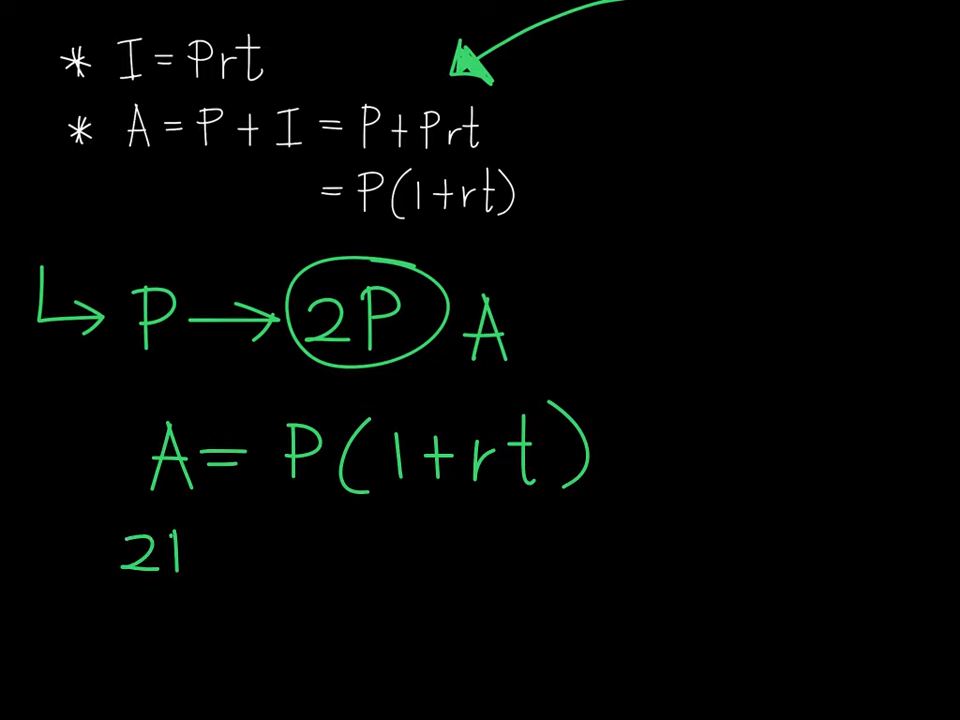 * I = Prt
* A = P + I = P + Prt
= P(1+rt)
P → 2P A
A = P(1+rt)
21